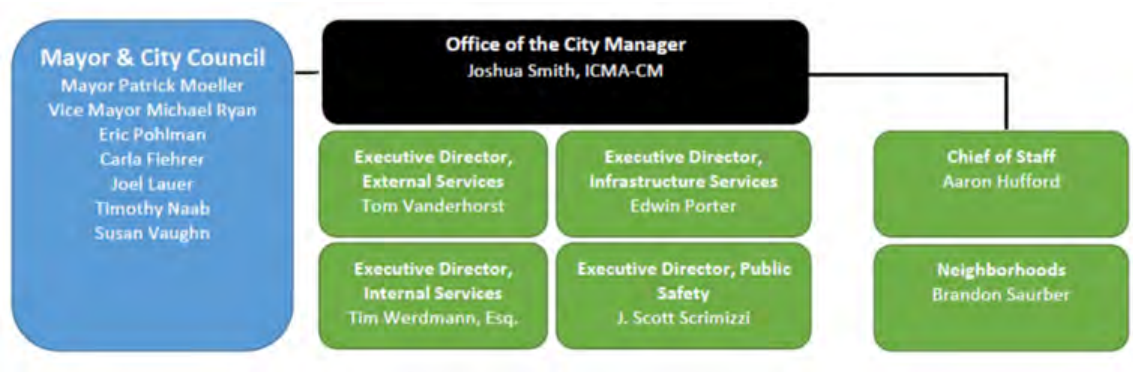 Mayor & City Council
Mayor Patrick Moeller
Vice Mayor Michael Ryan
Eric Pohlman
Carla Fiehrer
Joel Lauer
Timothy Naab
Susan Vaughn
Office of the City Manager
Joshua Smith, ICMA-CM
Executive Director,
External Services
Tom Vanderhorst
Executive Director,
Infrastructure Services
Edwin Porter
Executive Director,
Internal Services
Tim Werdmann, Esq.
Executive Director, Public
Safety
J. Scott Scrimizzi
Chief of Staff
Aaron Hufford
Neighborhoods
Brandon Saurber